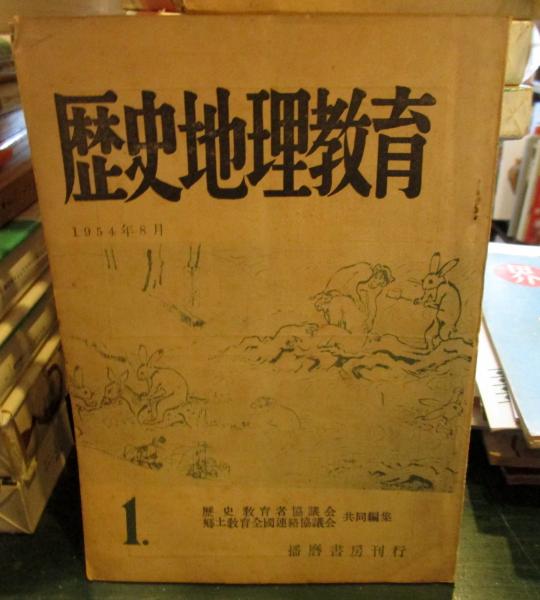 歴史地理教育
1954年8月
1.
歴史教育者協議会
郷土教育全國連絡協議会
共同編集
播磨書房刊行
界